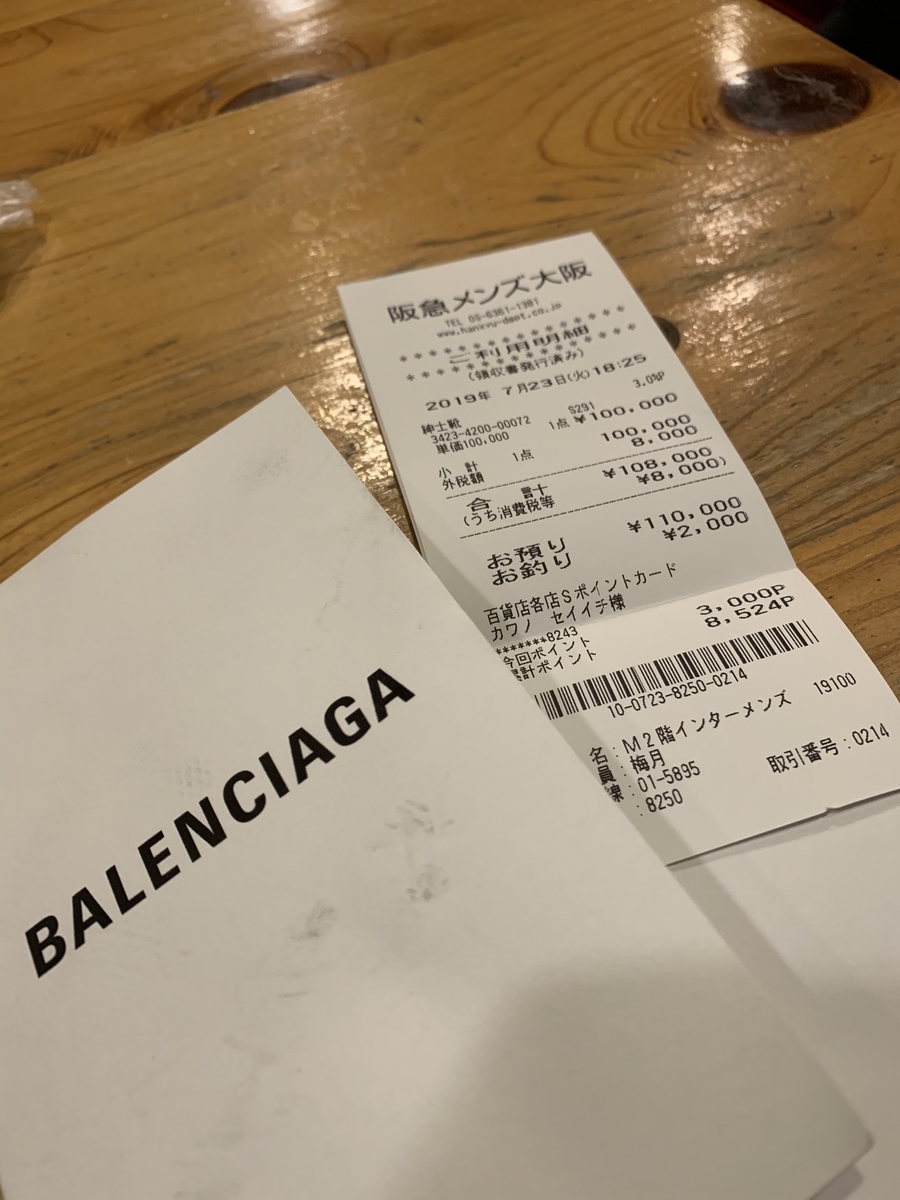 阪急メンズ大阪
TEL 05-6361-1381
www.hankyu-dept.co.jp
****************
ご利用明細
****************
(領収書発行済み)
2019年 7月23日(火)18:25
3.0%P
紳士靴 S291
3423-4200-00072 1点 ¥100,000
単価100,000
小 計 1点 100,000
外税額 8,000
合 計 ¥108,000
(うち消費税等 ¥8,000)
お預り ¥110,000
お釣り ¥2,000
百貨店各店Sポイントカード
カワノ セイイチ様
*******8243
今回ポイント 3,000P
累計ポイント 8,524P
10-0723-8250-0214
名:M2階インターメンズ 19100
員:梅月
線:01-5895 取引番号:0214
:8250
BALENCIAGA